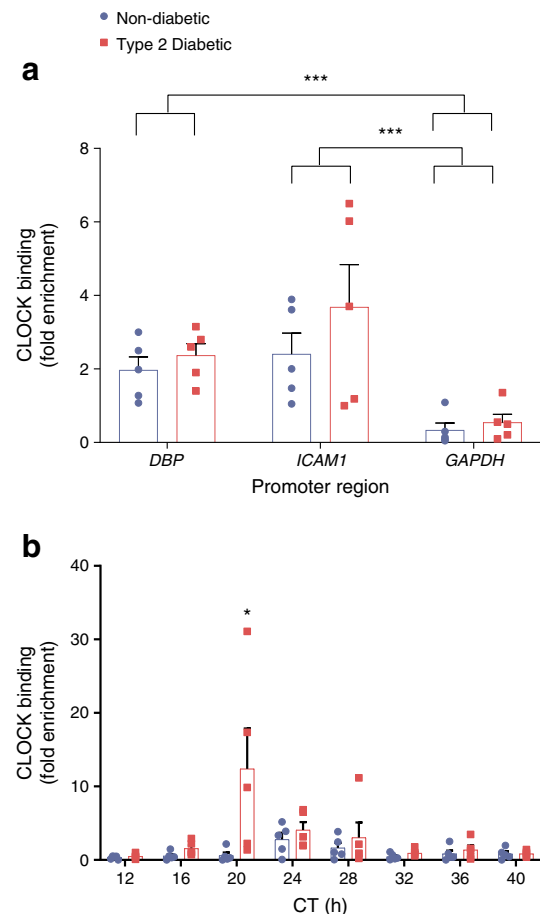 Non-diabetic
Type 2 Diabetic
a
***
***
CLOCK binding
(fold enrichment)
8
6
4
2
0
DBP ICAM1 GAPDH
Promoter region
b
CLOCK binding
(fold enrichment)
40
30
20
10
0
*
12 16 20 24 28 32 36 40
CT (h)